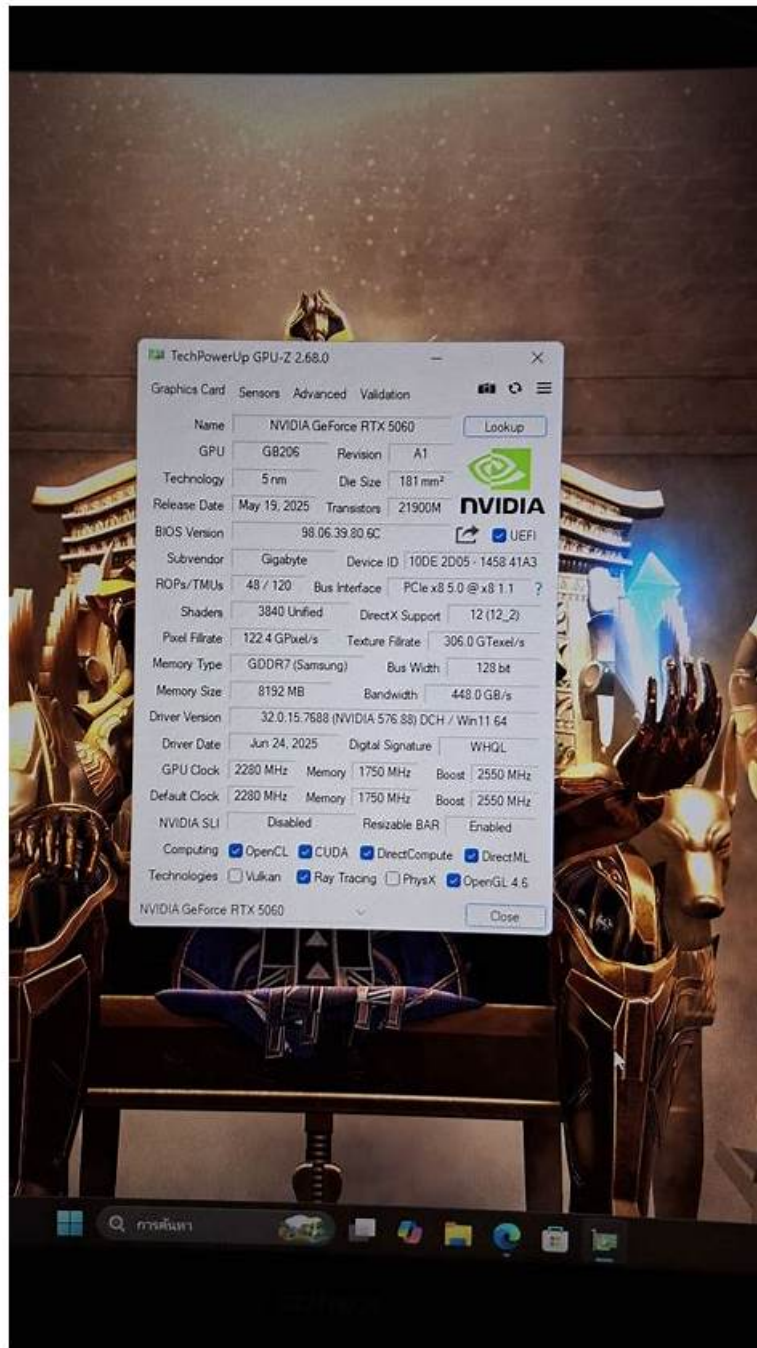 TechPowerUp GPU-Z 2.68.0
Graphics Card Sensors Advanced Validation
Name NVIDIA GeForce RTX 5060 Lookup
GPU GB206 Revision A1
Technology 5 nm Die Size 181 mm²
Release Date May 19, 2025 Transistors 21900M
NVIDIA
BIOS Version 98.06.39.80.6C UEFI
Subvendor Gigabyte Device ID 10DE 2D05 - 1458 41A3
ROPs/TMUs 48 / 120 Bus Interface PCIe x8 5.0 @ x8 1.1 ?
Shaders 3840 Unified DirectX Support 12 (12_2)
Pixel Fillrate 122.4 GPixel/s Texture Fillrate 306.0 GTexel/s
Memory Type GDDR7 (Samsung) Bus Width 128 bit
Memory Size 8192 MB Bandwidth 448.0 GB/s
Driver Version 32.0.15.7688 (NVIDIA 576.88) DCH / Win11 64
Driver Date Jun 24, 2025 Digital Signature WHQL
GPU Clock 2280 MHz Memory 1750 MHz Boost 2550 MHz
Default Clock 2280 MHz Memory 1750 MHz Boost 2550 MHz
NVIDIA SLI Disabled Resizable BAR Enabled
Computing OpenCL CUDA DirectCompute DirectML
Technologies Vulkan Ray Tracing PhysX OpenGL 4.6
NVIDIA GeForce RTX 5060 Close
การค้นหา